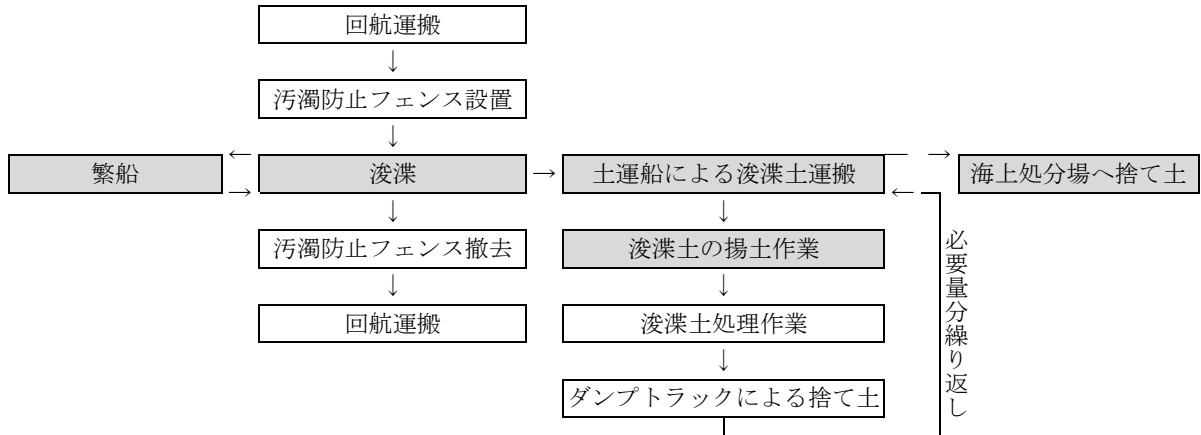 回航運搬
↓
汚濁防止フェンス設置
↓
繁船
←
→
浚渫
→
土運船による浚渫土運搬
→
←
海上処分場へ捨て土
↓
汚濁防止フェンス撤去
↓
回航運搬
↓
浚渫土の揚土作業
↓
浚渫土処理作業
↓
ダンプトラックによる捨て土
必要量分繰り返し